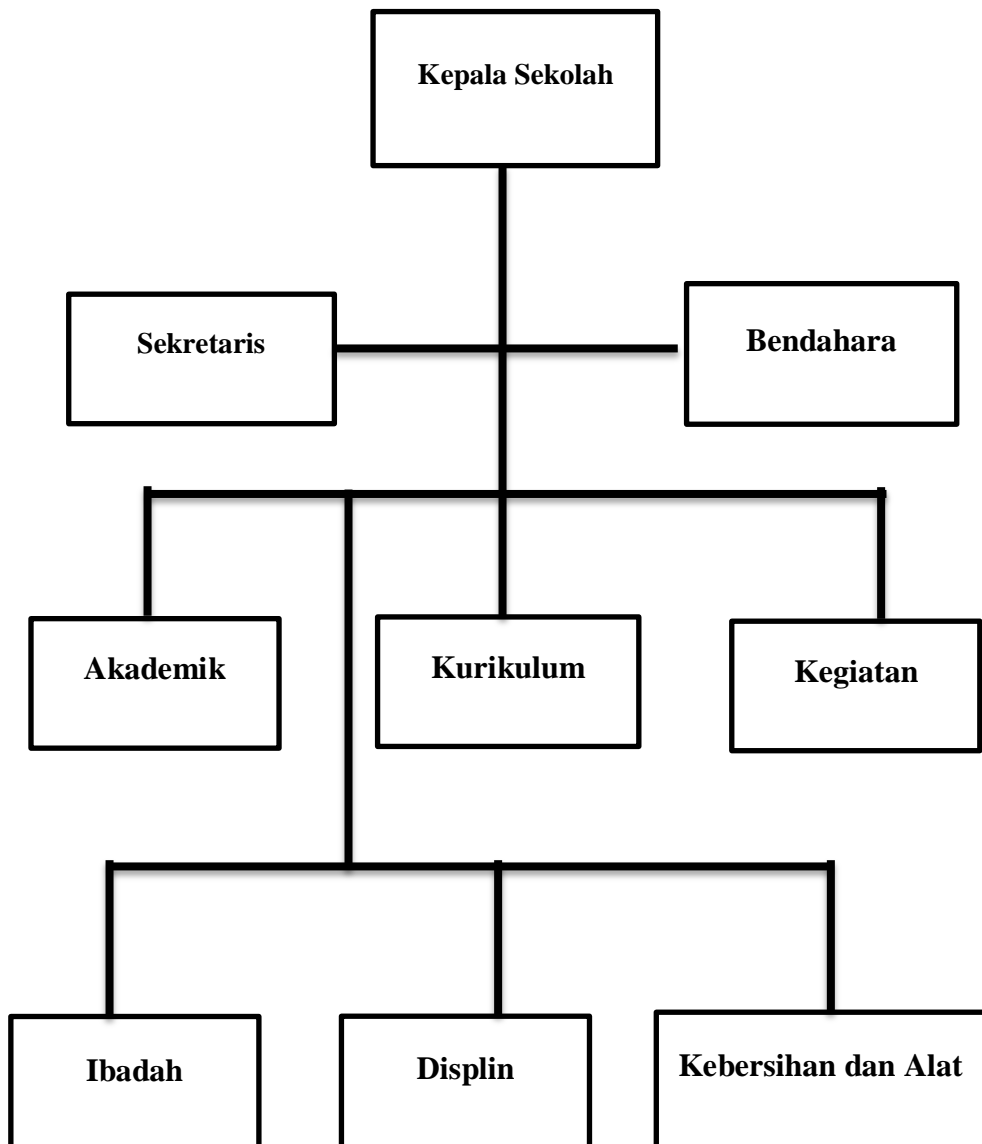 Kepala Sekolah
Sekretaris
Bendahara
Akademik
Kurikulum
Kegiatan
Ibadah
Displin
Kebersihan dan Alat